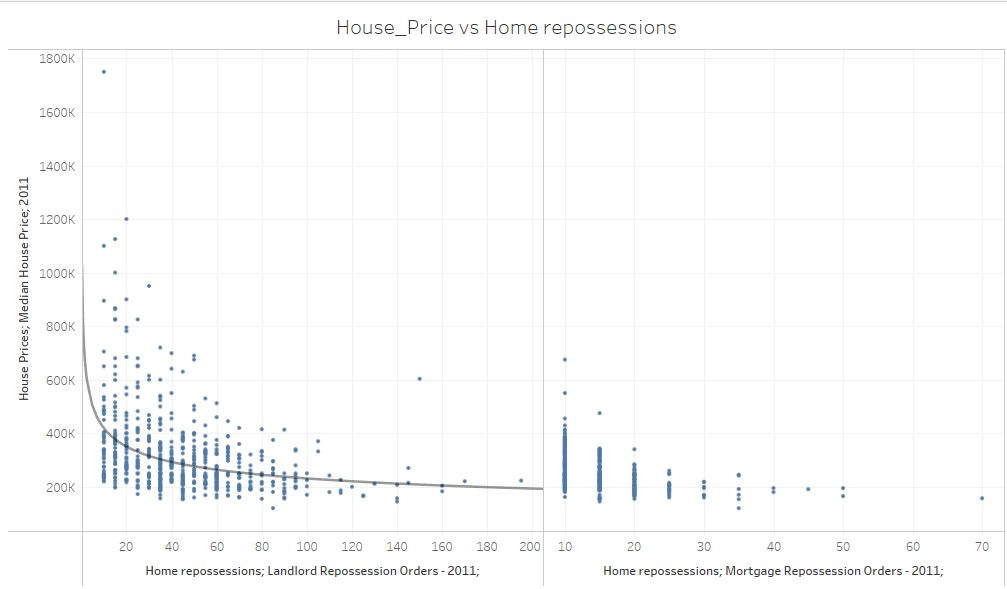 House_Price vs Home repossessions
House Prices; Median House Price; 2011
1800K
1600K
1400K
1200K
1000K
800K
600K
400K
200K
20 40 60 80 100 120 140 160 180 200 10 20 30 40 50 60 70
Home repossessions; Landlord Repossession Orders - 2011;
Home repossessions; Mortgage Repossession Orders - 2011;